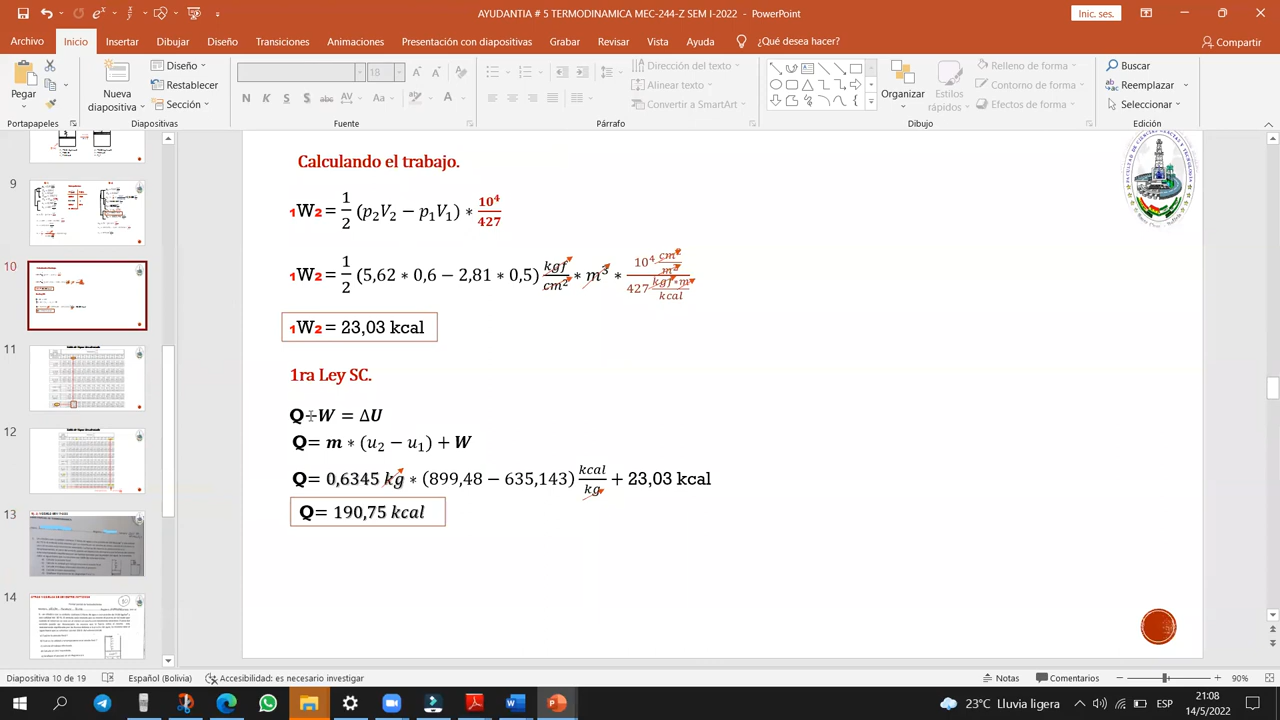 AYUDANTIA # 5 TERMODINAMICA MEC-244-Z SEM I-2022 - PowerPoint
Inic. ses.
Archivo Inicio Insertar Dibujar Diseño Transiciones Animaciones Presentación con diapositivas Grabar Revisar Vista Ayuda ¿Qué desea hacer? Compartir
Pegar
Nueva diapositiva
Diseño
Restablecer
Sección
18
N K S S abc AV Aa A
Dirección del texto
Alinear texto
Convertir a SmartArt
Organizar
Estilos rápidos
Relleno de forma
Contorno de forma
Efectos de forma
Buscar
Reemplazar
Seleccionar
Portapapeles Diapositivas Fuente Párrafo Dibujo Edición
9
10
11
12
13
14
Calculando el trabajo.
1W2 = 1/2 (p₂V₂ − p₁V₁) * 10⁴/427
1W2 = 1/2 (5,62 * 0,6 − 2,81 * 0,5) kgf/cm² * m³ * (10⁴ cm²/m²)/(427 kgf*m/kcal)
1W2 = 23,03 kcal
1ra Ley SC.
Q−W = ΔU
Q= m * (u₂ − u₁) + W
Q= 0,6345 kg * (899,48 − 635,143) kcal/kg + 23,03 kcal
Q= 190,75 kcal
Diapositiva 10 de 19 Español (Bolivia) Accesibilidad: es necesario investigar Notas Comentarios 90%
23°C Lluvia ligera ESP 21:08
14/5/2022